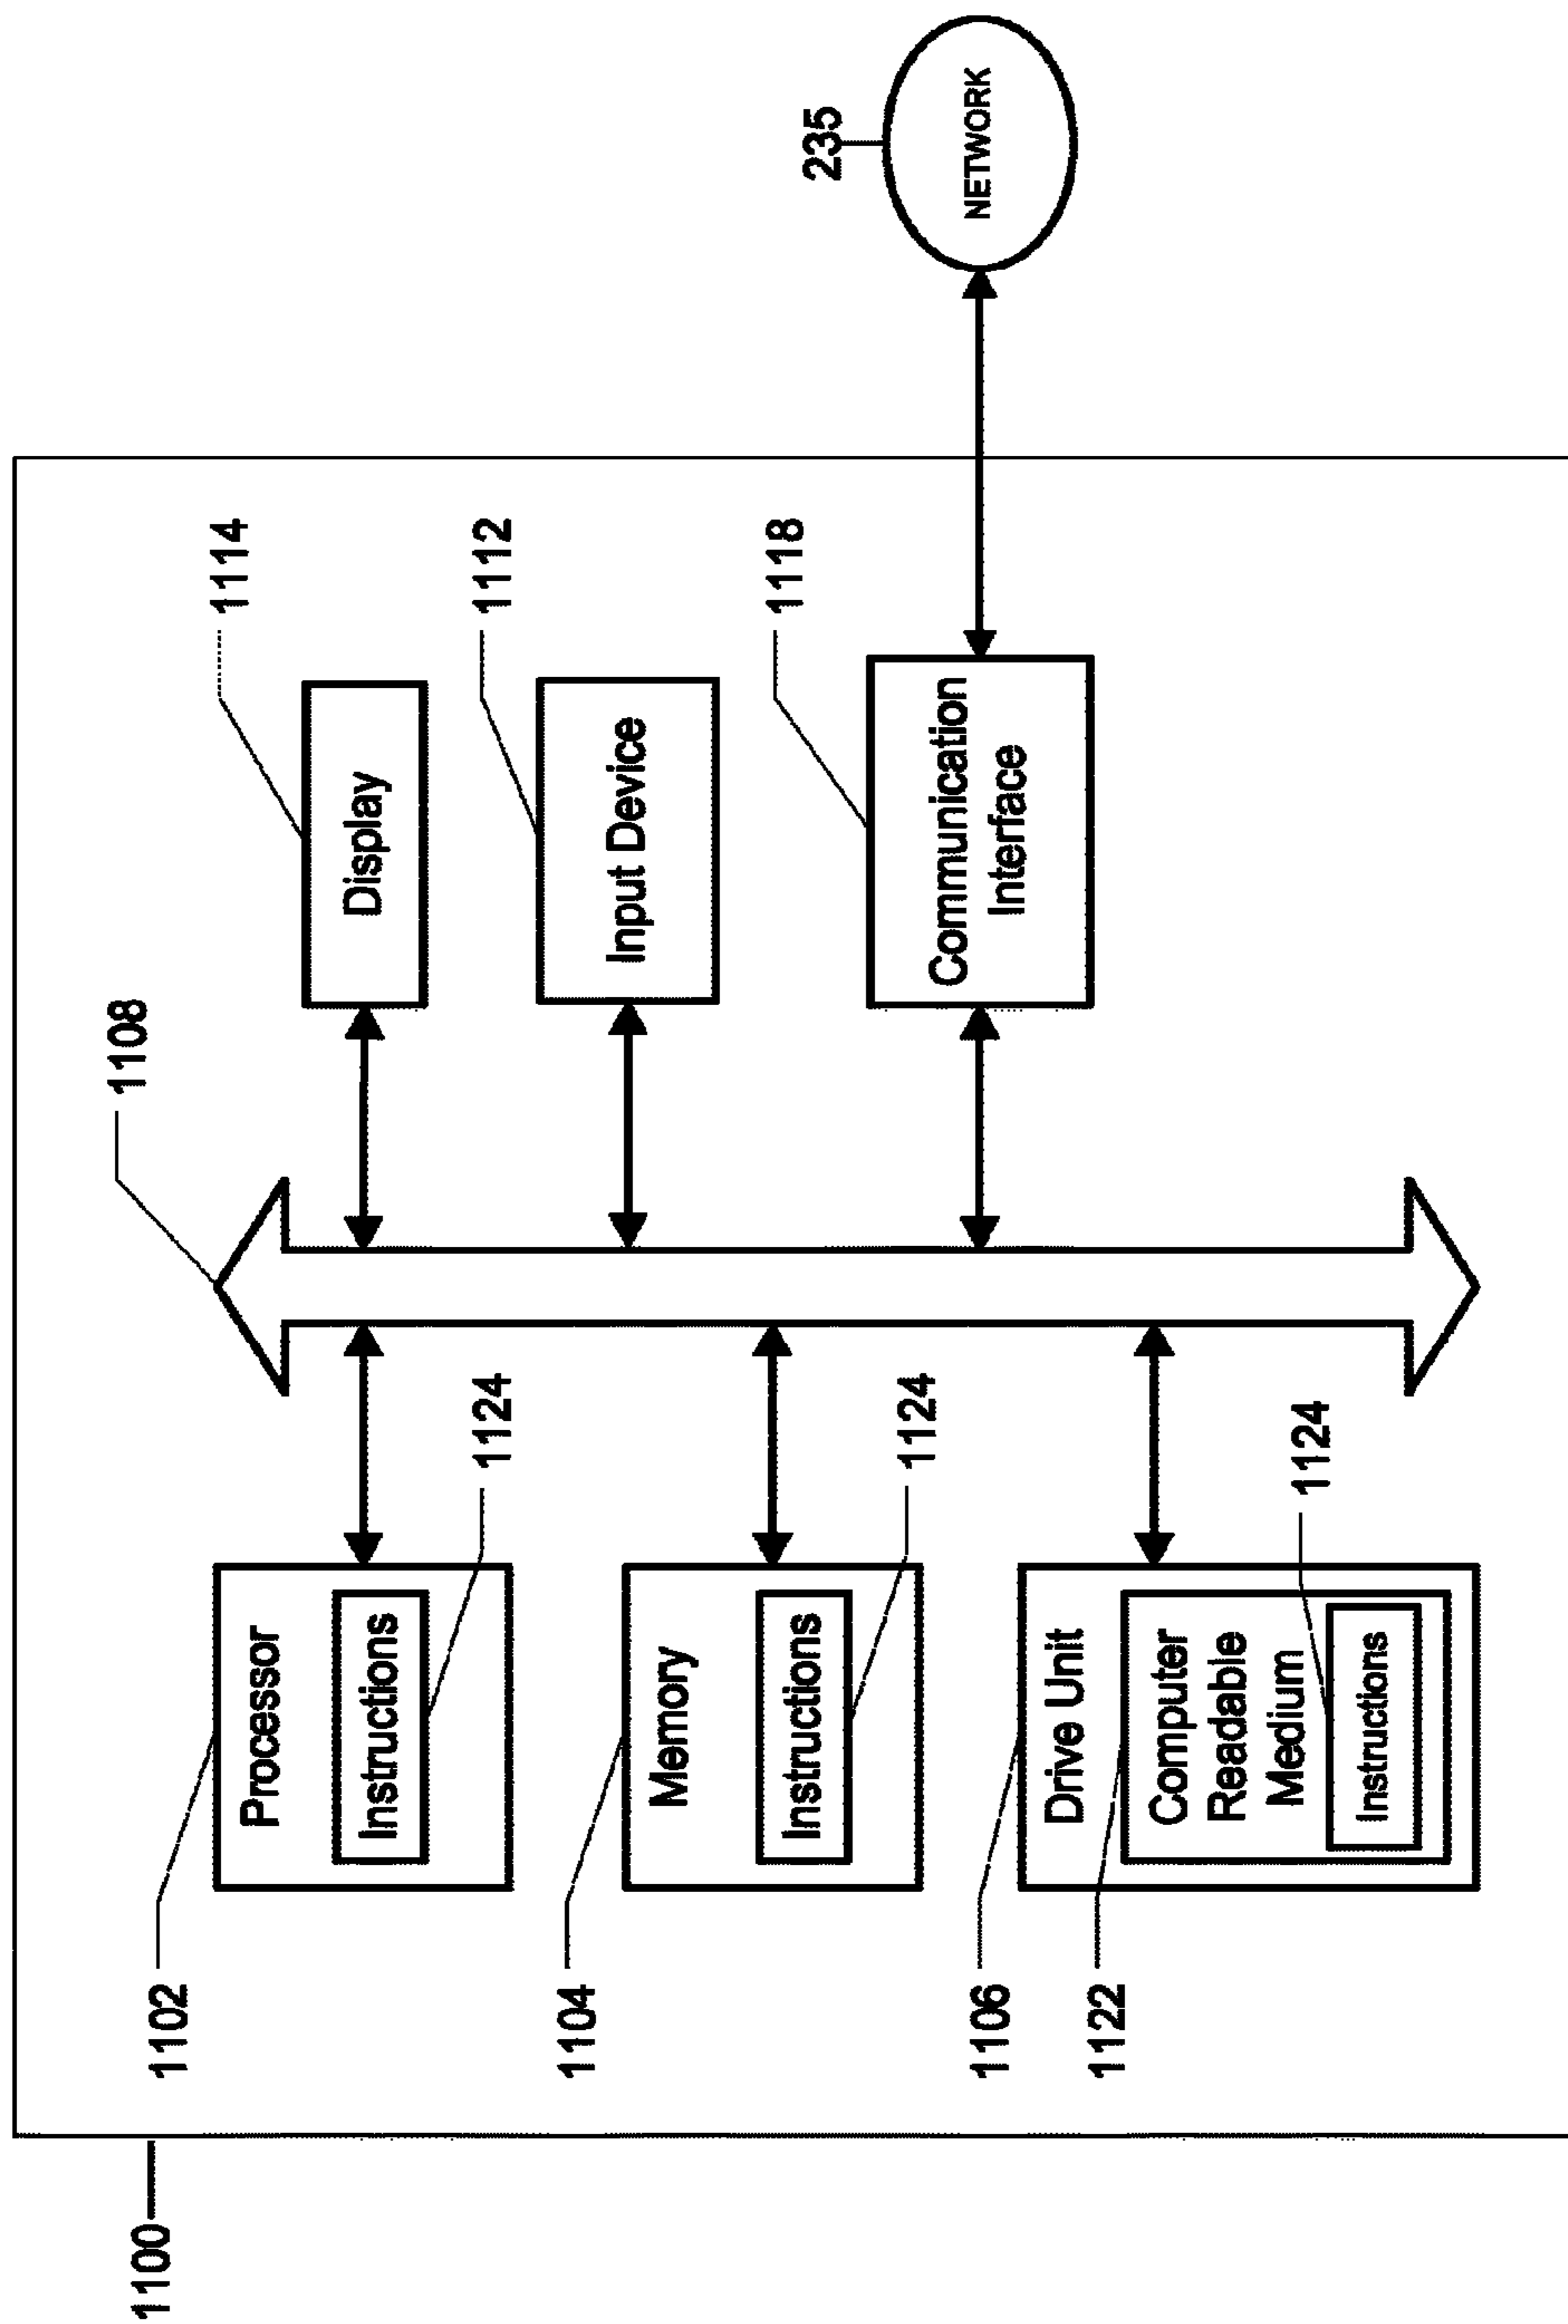 1100
1102
Processor
Instructions
1124
1104
Memory
Instructions
1124
1106
Drive Unit
1122
Computer
Readable
Medium
Instructions
1124
1108
1114
Display
1112
Input Device
1118
Communication
Interface
235
NETWORK